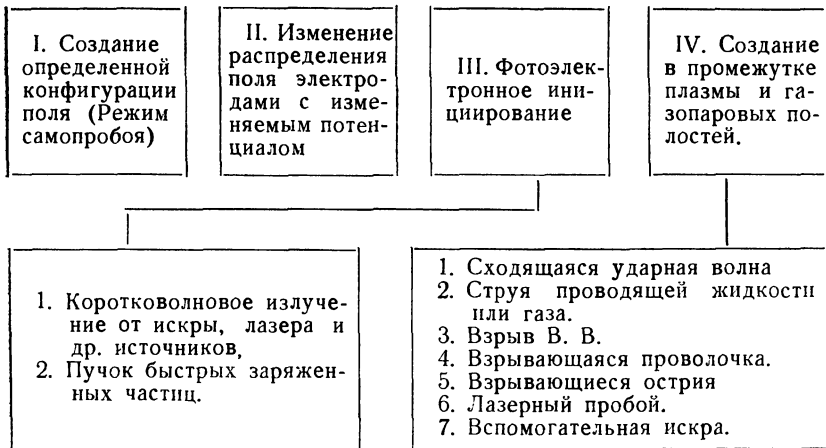 I. Создание
определенной
конфигурации
поля (Режим
самопробоя)
II. Изменение
распределения
поля электро-
дами с изме-
няемым потен-
циалом
III. Фотоэлек-
тронное ини-
циирование
IV. Создание
в промежутке
плазмы и га-
зопаровых по-
лостей.
1. Коротковолновое излуче-
ние от искры, лазера и
др. источников,
2. Пучок быстрых заряжен-
ных частиц.
1. Сходящаяся ударная волна
2. Струя проводящей жидкости
или газа.
3. Взрыв В. В.
4. Взрывающаяся проволочка.
5. Взрывающиеся острия
6. Лазерный пробой.
7. Вспомогательная искра.